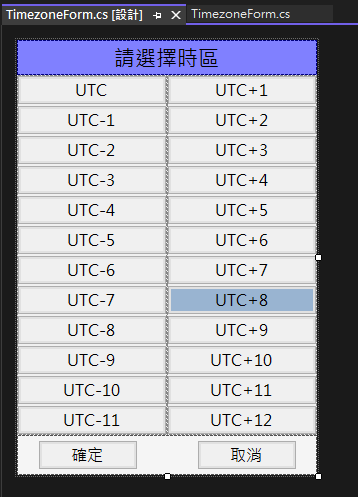 TimezoneForm.cs [設計]
TimezoneForm.cs
請選擇時區
UTC UTC+1
UTC-1 UTC+2
UTC-2 UTC+3
UTC-3 UTC+4
UTC-4 UTC+5
UTC-5 UTC+6
UTC-6 UTC+7
UTC-7 UTC+8
UTC-8 UTC+9
UTC-9 UTC+10
UTC-10 UTC+11
UTC-11 UTC+12
確定 取消